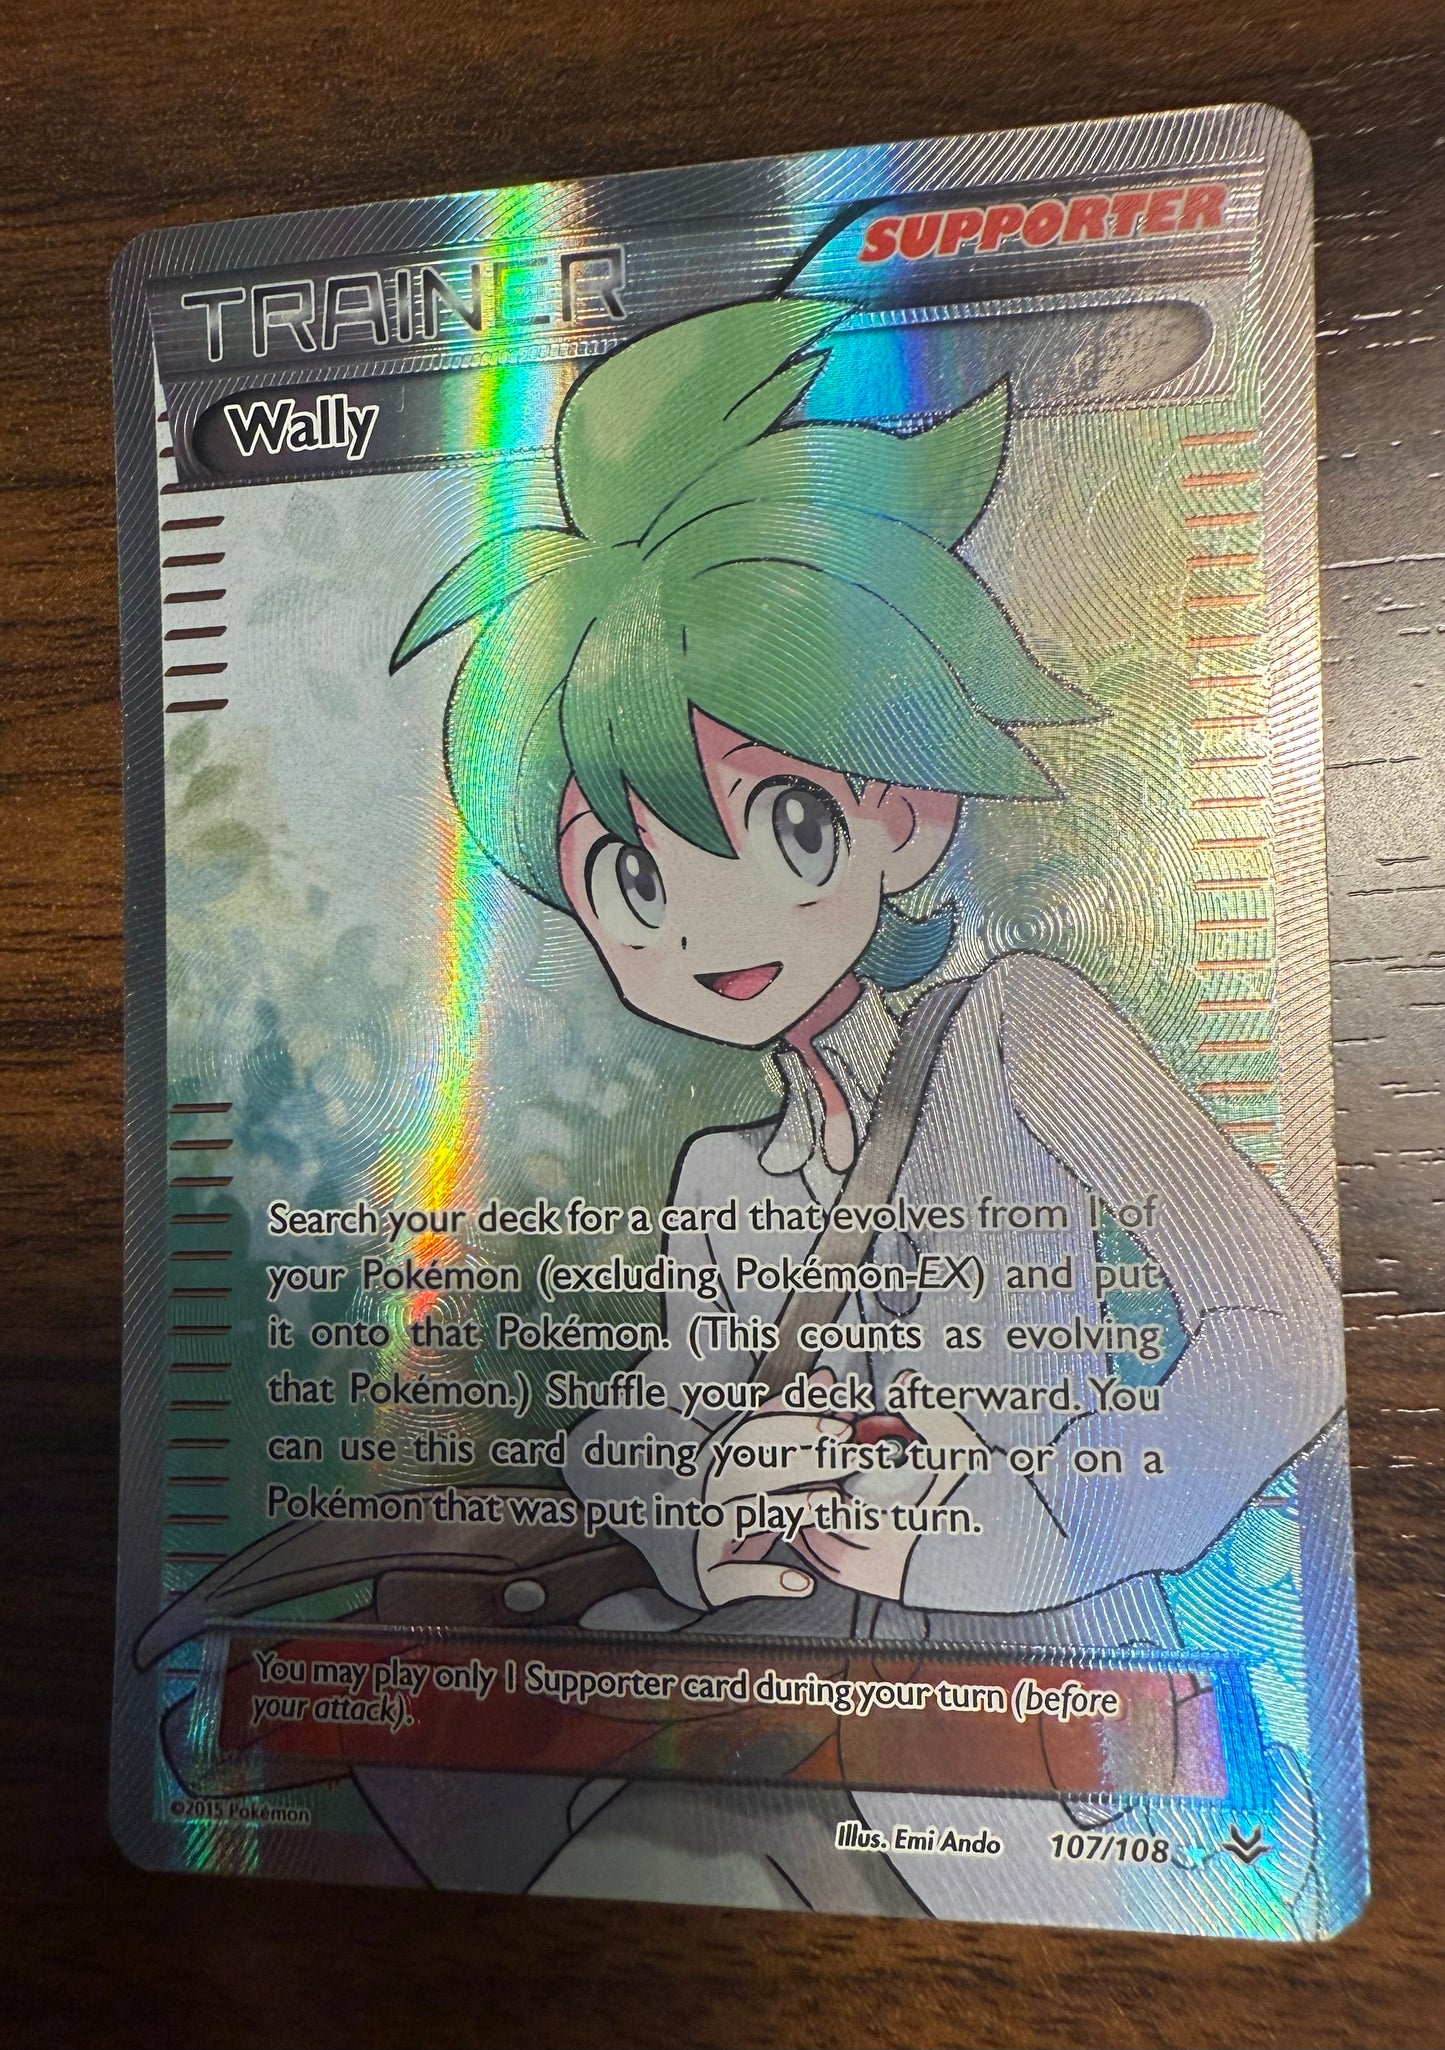 SUPPORTER
TRAINER
Wally
Search your deck for a card that evolves from 1 of
your Pokémon (excluding Pokémon-EX) and put
it onto that Pokémon. (This counts as evolving
that Pokémon.) Shuffle your deck afterward. You
can use this card during your first turn or on a
Pokémon that was put into play this turn.
You may play only 1 Supporter card during your turn (before
your attack).
©2015 Pokémon
Illus. Emi Ando 107/108